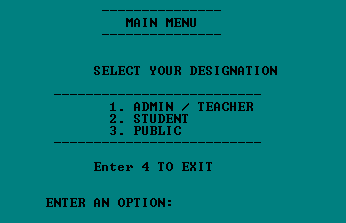 MAIN MENU
SELECT YOUR DESIGNATION
1. ADMIN / TEACHER
2. STUDENT
3. PUBLIC
Enter 4 TO EXIT
ENTER AN OPTION: